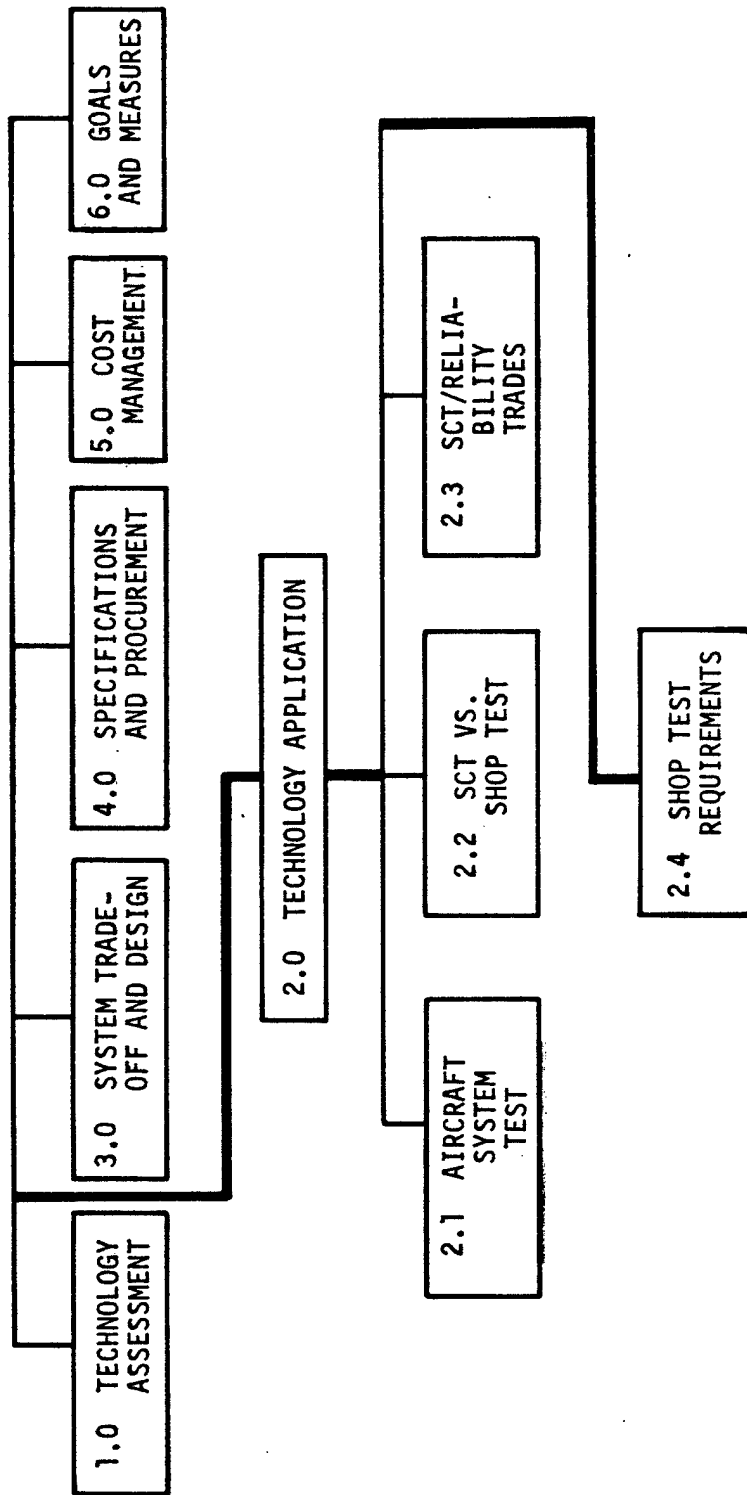 1.0 TECHNOLOGY
ASSESSMENT
3.0 SYSTEM TRADE-
OFF AND DESIGN
4.0 SPECIFICATIONS
AND PROCUREMENT
5.0 COST
MANAGEMENT
6.0 GOALS
AND MEASURES
2.0 TECHNOLOGY APPLICATION
2.1 AIRCRAFT
SYSTEM
TEST
2.2 SCT VS.
SHOP TEST
2.3 SCT/RELIA-
BILITY
TRADES
2.4 SHOP TEST
REQUIREMENTS